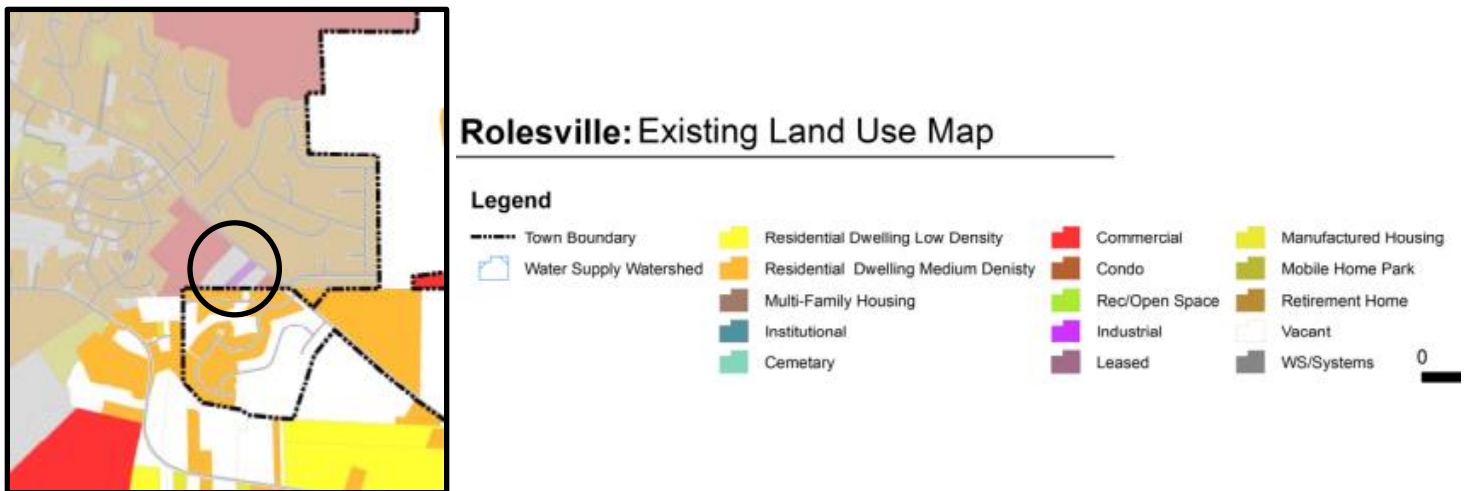 Rolesville: Existing Land Use Map
Legend
Town Boundary
Water Supply Watershed
Residential Dwelling Low Density
Residential Dwelling Medium Denisty
Multi-Family Housing
Institutional
Cemetary
Commercial
Condo
Rec/Open Space
Industrial
Leased
Manufactured Housing
Mobile Home Park
Retirement Home
Vacant
WS/Systems
0